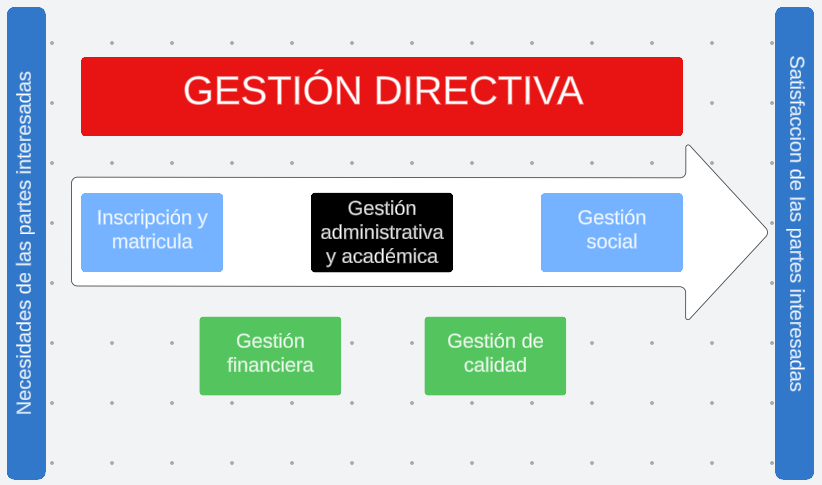 Necesidades de las partes interesadas
GESTIÓN DIRECTIVA
Inscripción y
matricula
Gestión
administrativa
y académica
Gestión
social
Gestión
financiera
Gestión de
calidad
Satisfaccion de las partes interesadas